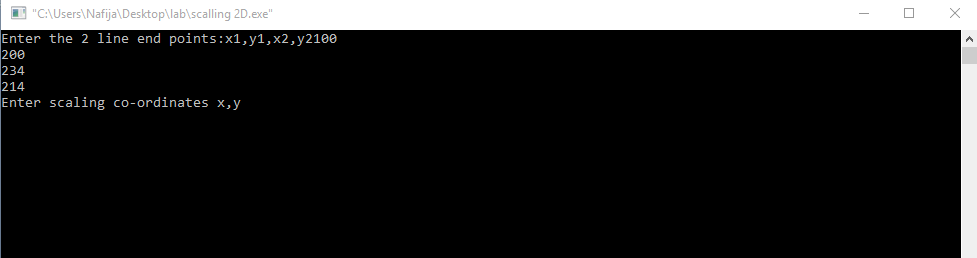 "C:\Users\Nafija\Desktop\lab\scalling 2D.exe"
Enter the 2 line end points:x1,y1,x2,y2100
200
234
214
Enter scaling co-ordinates x,y